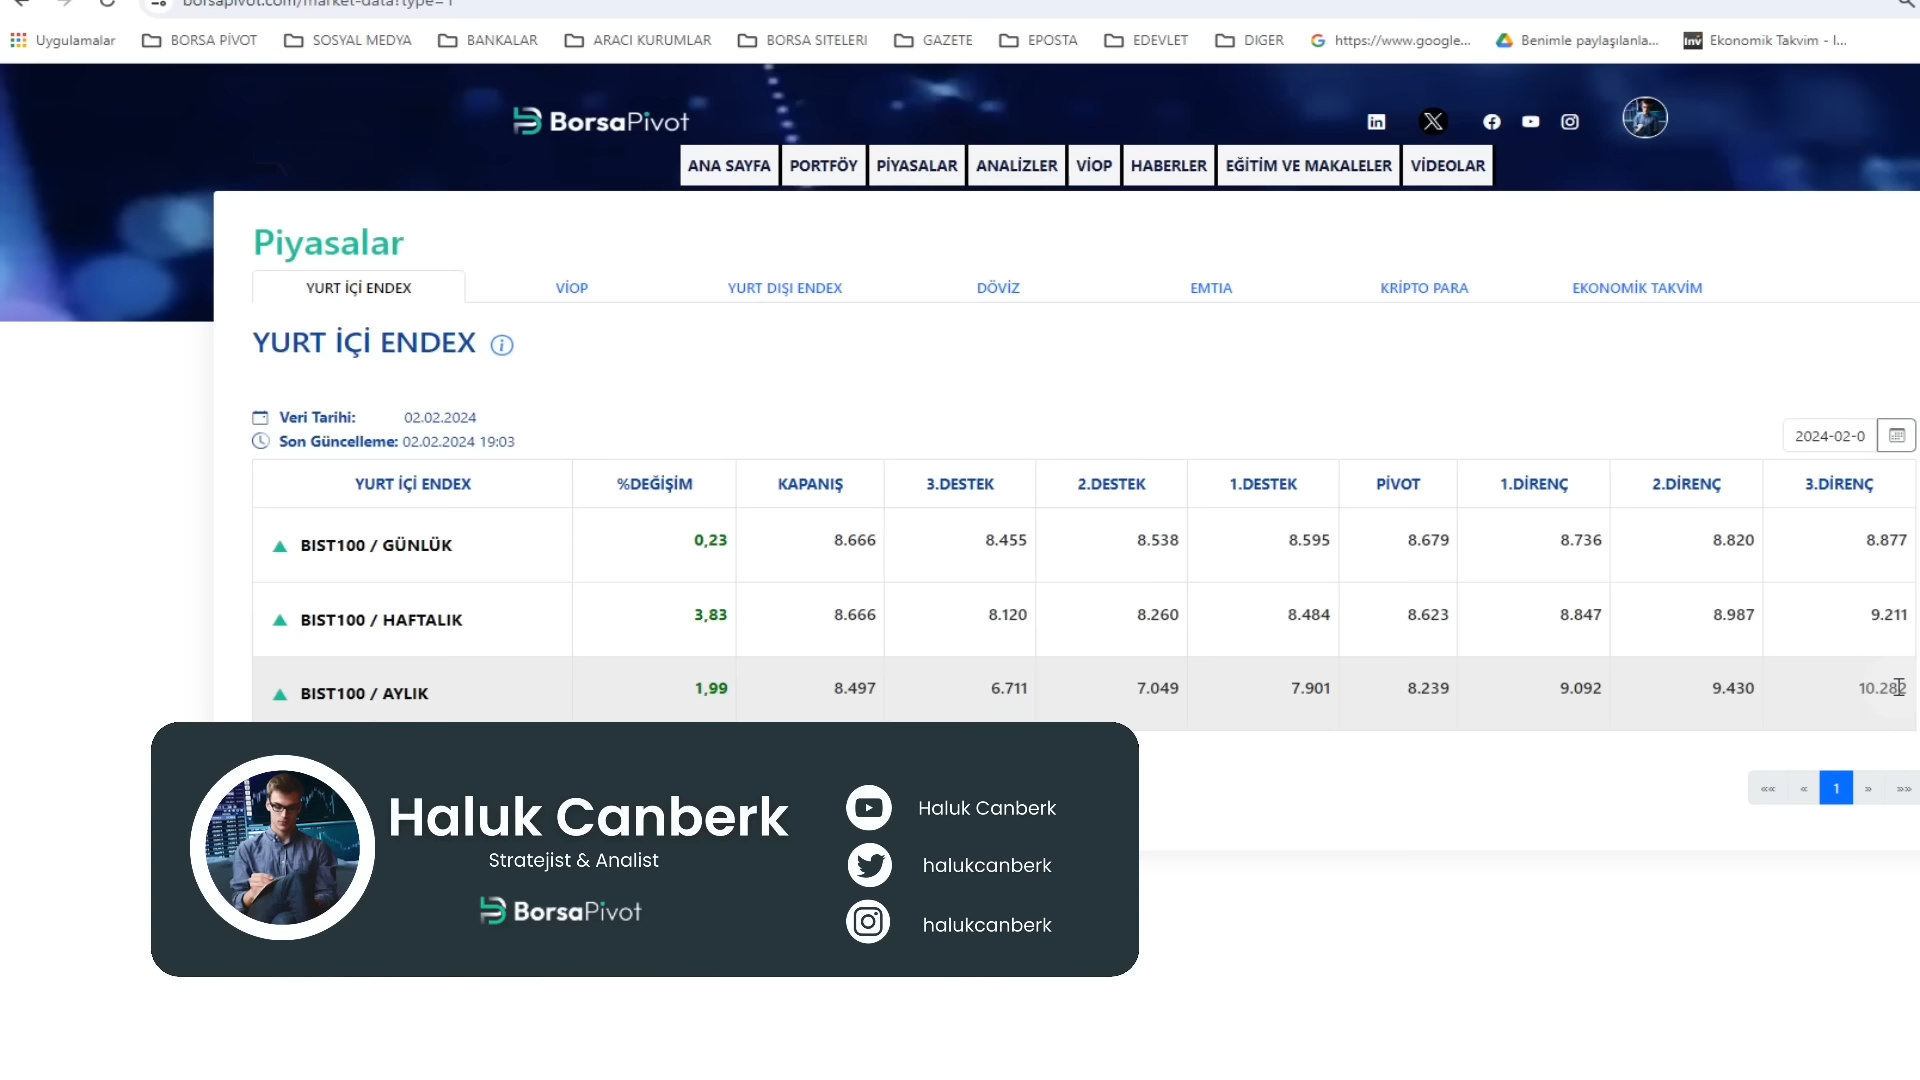 borsapivot.com/market-data?type=1
Uygulamalar BORSA PİVOT SOSYAL MEDYA BANKALAR ARACI KURUMLAR BORSA SITELERI GAZETE EPOSTA EDEVLET DIGER https://www.google... Benimle paylaşılanla... Ekonomik Takvim - I...
BorsaPivot
ANA SAYFA PORTFÖY PİYASALAR ANALİZLER VİOP HABERLER EĞİTİM VE MAKALELER VİDEOLAR
Piyasalar
YURT İÇİ ENDEX VİOP YURT DIŞI ENDEX DÖVİZ EMTIA KRİPTO PARA EKONOMİK TAKVİM
YURT İÇİ ENDEX
Veri Tarihi: 02.02.2024
Son Güncelleme: 02.02.2024 19:03
2024-02-0
YURT İÇİ ENDEX %DEĞİŞİM KAPANIŞ 3.DESTEK 2.DESTEK 1.DESTEK PİVOT 1.DİRENÇ 2.DİRENÇ 3.DİRENÇ
BIST100 / GÜNLÜK 0,23 8.666 8.455 8.538 8.595 8.679 8.736 8.820 8.877
BIST100 / HAFTALIK 3,83 8.666 8.120 8.260 8.484 8.623 8.847 8.987 9.211
BIST100 / AYLIK 1,99 8.497 6.711 7.049 7.901 8.239 9.092 9.430 10.282
«« « 1 » »»
Haluk Canberk
Stratejist & Analist
BorsaPivot
Haluk Canberk
halukcanberk
halukcanberk